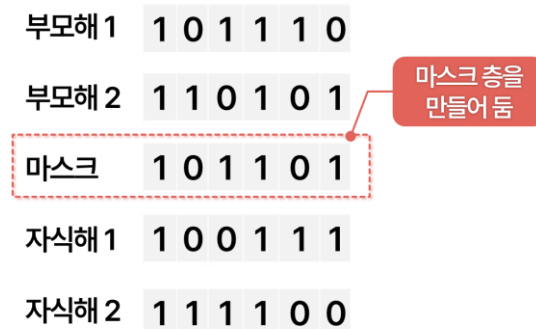 부모해 1 1 0 1 1 1 0
부모해 2 1 1 0 1 0 1
마스크 층을
만들어 둠
마스크 1 0 1 1 0 1
자식해 1 1 0 0 1 1 1
자식해 2 1 1 1 1 0 0